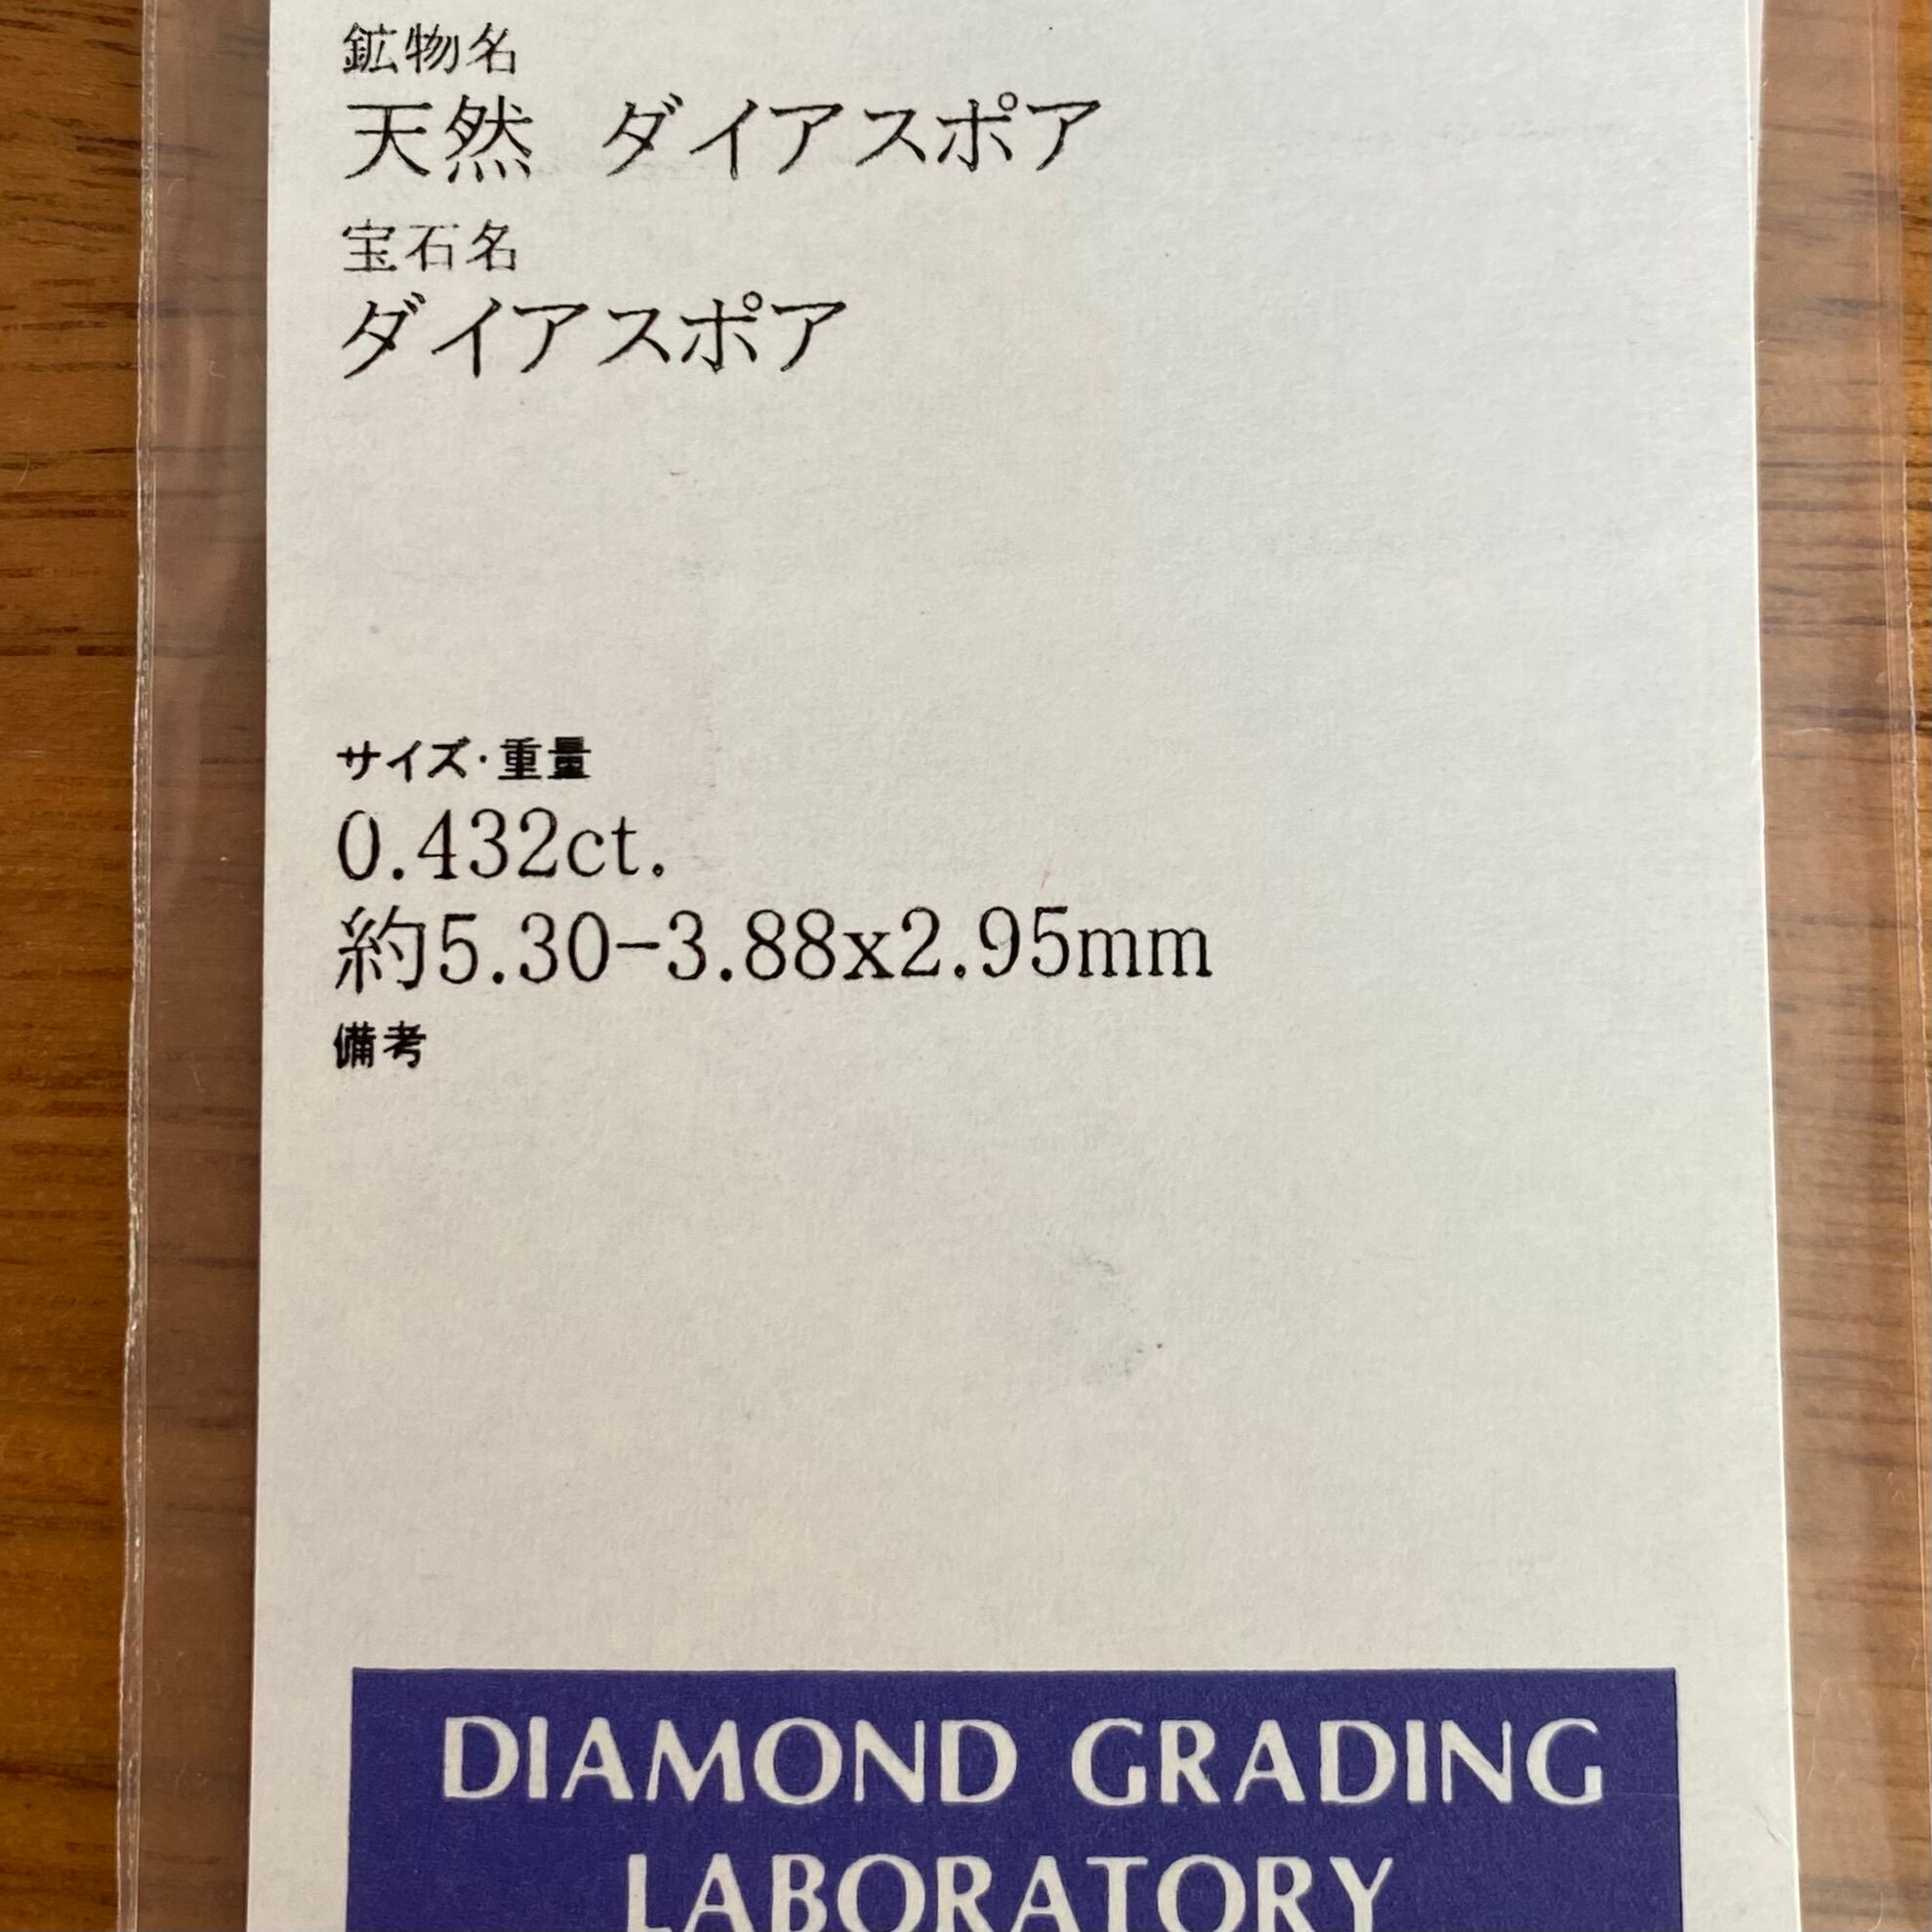 鉱物名
天然 ダイアスポア
宝石名
ダイアスポア
サイズ·重量
0.432ct.
約5.30-3.88x2.95mm
備考
DIAMOND GRADING
LABORATORY